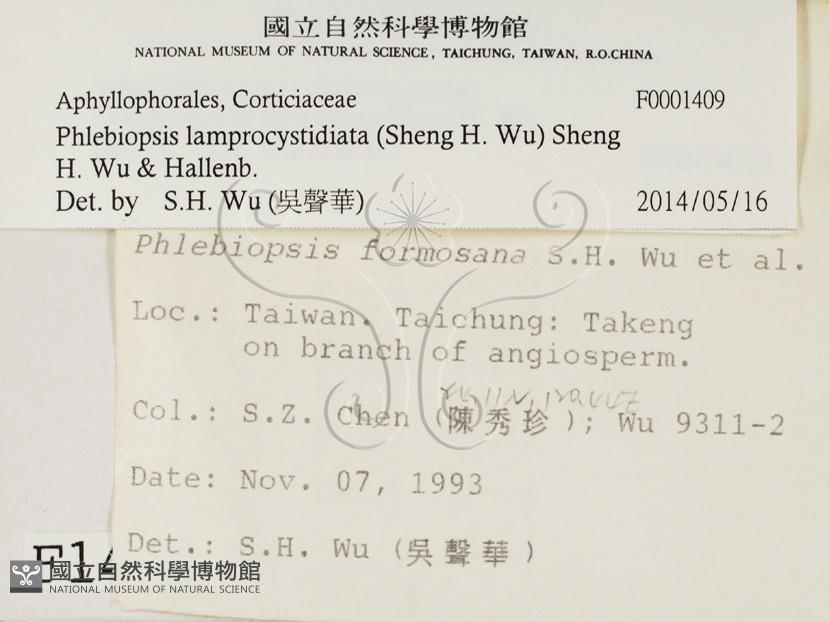 國立自然科學博物館
NATIONAL MUSEUM OF NATURAL SCIENCE, TAICHUNG, TAIWAN, R.O.CHINA
Aphyllophorales, Corticiaceae F0001409
Phlebiopsis lamprocystidiata (Sheng H. Wu) Sheng
H. Wu & Hallenb.
Det. by S.H. Wu (吳聲華) 2014/05/16
Phlebiopsis formosana S.H. Wu et al.
Loc.: Taiwan. Taichung: Takeng
on branch of angiosperm.
Col.: S.Z. Chen (陳秀珍); Wu 9311-2
Date: Nov. 07, 1993
Det.: S.H. Wu (吳聲華)
國立自然科學博物館
NATIONAL MUSEUM OF NATURAL SCIENCE